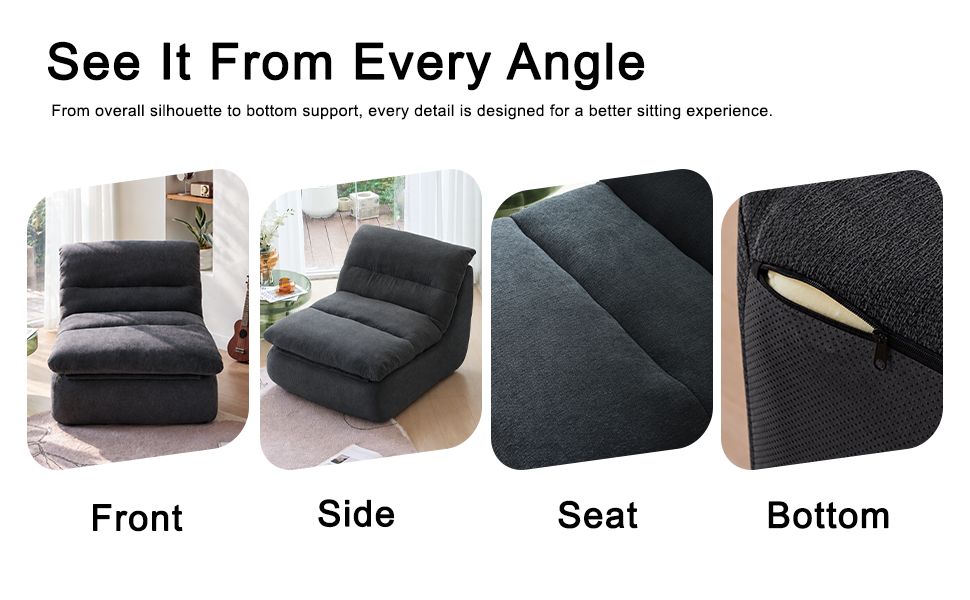 See It From Every Angle
From overall silhouette to bottom support, every detail is designed for a better sitting experience.
Front
Side
Seat
Bottom